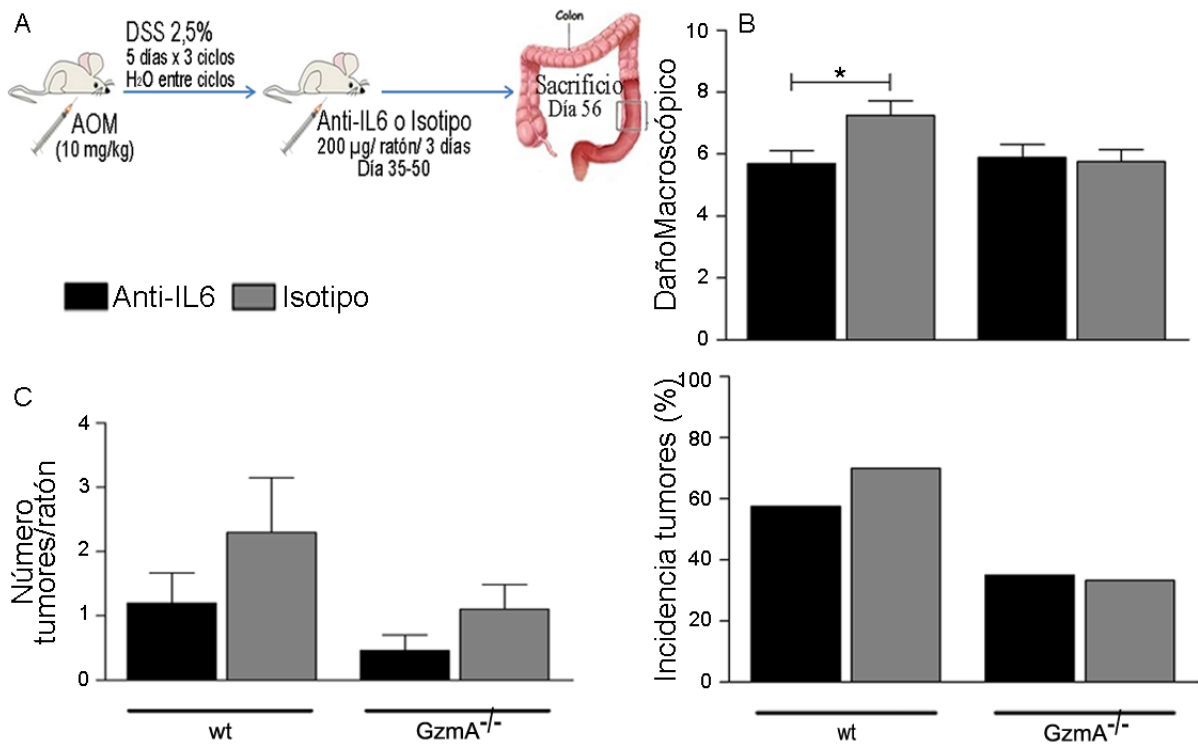 A
DSS 2,5%
5 días x 3 ciclos
H2O entre ciclos
AOM
(10 mg/kg)
Anti-IL6 o Isotipo
200 µg/ ratón/ 3 días
Día 35-50
Colon
Sacrificio
Día 56
Anti-IL6
Isotipo
B
DañoMacroscópico
10
8
6
4
2
0
*
C
Número
tumores/ratón
4
3
2
1
0
wt
GzmA-/-
Incidencia tumores (%)
100
80
60
40
20
0
wt
GzmA-/-